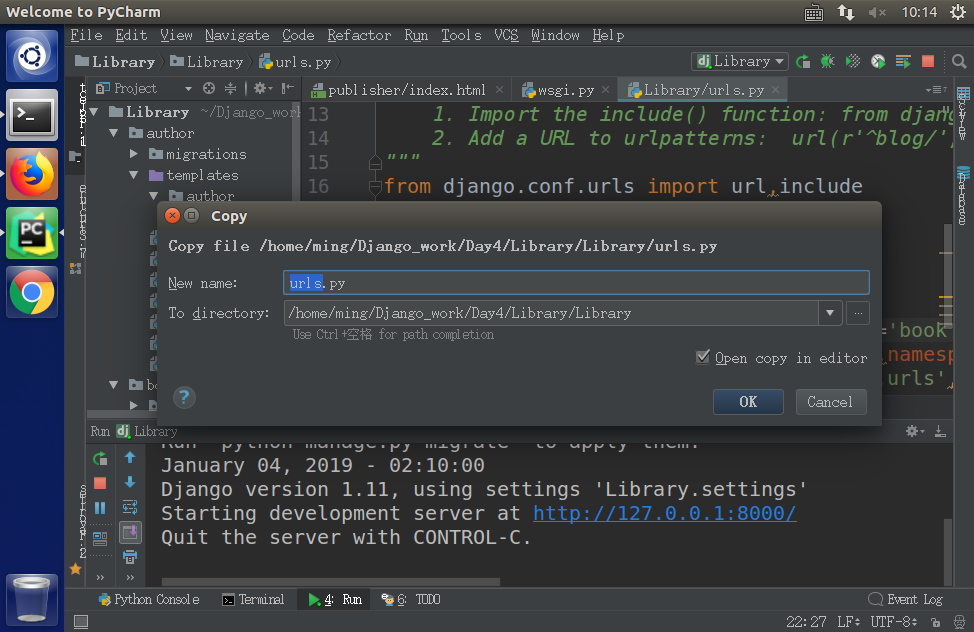 Welcome to PyCharm
10:14
File Edit View Navigate Code Refactor Run Tools VCS Window Help
Library Library urls.py
dj Library
Project
publisher/index.html wsgi.py Library/urls.py
Library ~/Django_work
author
migrations
templates
author
13 1. Import the include() function: from djang
14 2. Add a URL to urlpatterns: url(r'^blog/',
15 """
16 from django.conf.urls import url,include
Copy
Copy file /home/ming/Django_work/Day4/Library/Library/urls.py
New name: urls.py
To directory: /home/ming/Django_work/Day4/Library/Library
Use Ctrl+空格 for path completion
Open copy in editor
OK Cancel
='book
namesp
urls',
Run dj Library
Run 'python manage.py migrate' to apply them.
January 04, 2019 - 02:10:00
Django version 1.11, using settings 'Library.settings'
Starting development server at http://127.0.0.1:8000/
Quit the server with CONTROL-C.
Python Console Terminal 4: Run 6: TODO Event Log
22:27 LF UTF-8